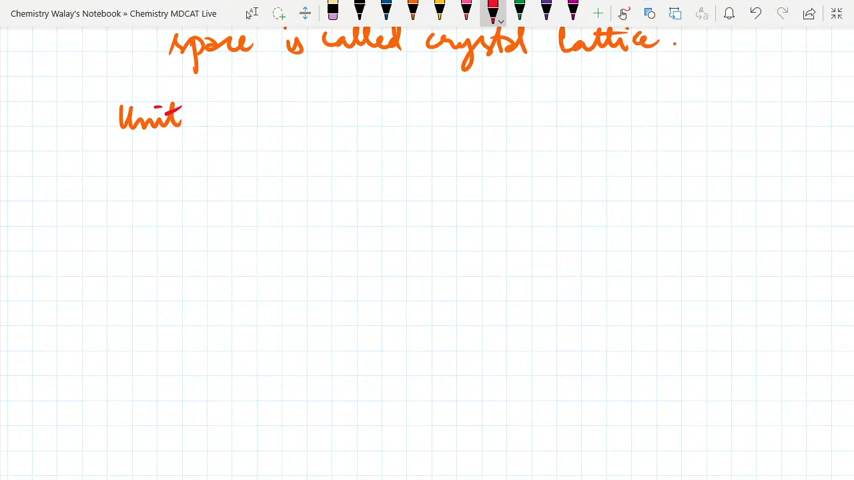 Chemistry Walay's Notebook » Chemistry MDCAT Live
space is called crystal lattice.
Unit